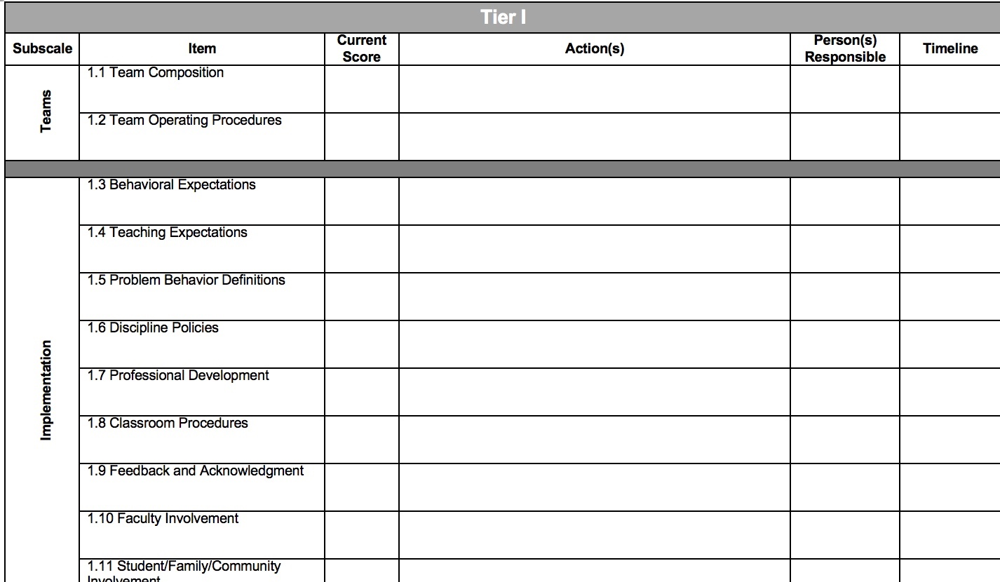 Tier I
Subscale Item Current Score Action(s) Person(s) Responsible Timeline
Teams
1.1 Team Composition
1.2 Team Operating Procedures
Implementation
1.3 Behavioral Expectations
1.4 Teaching Expectations
1.5 Problem Behavior Definitions
1.6 Discipline Policies
1.7 Professional Development
1.8 Classroom Procedures
1.9 Feedback and Acknowledgment
1.10 Faculty Involvement
1.11 Student/Family/Community
Involvement